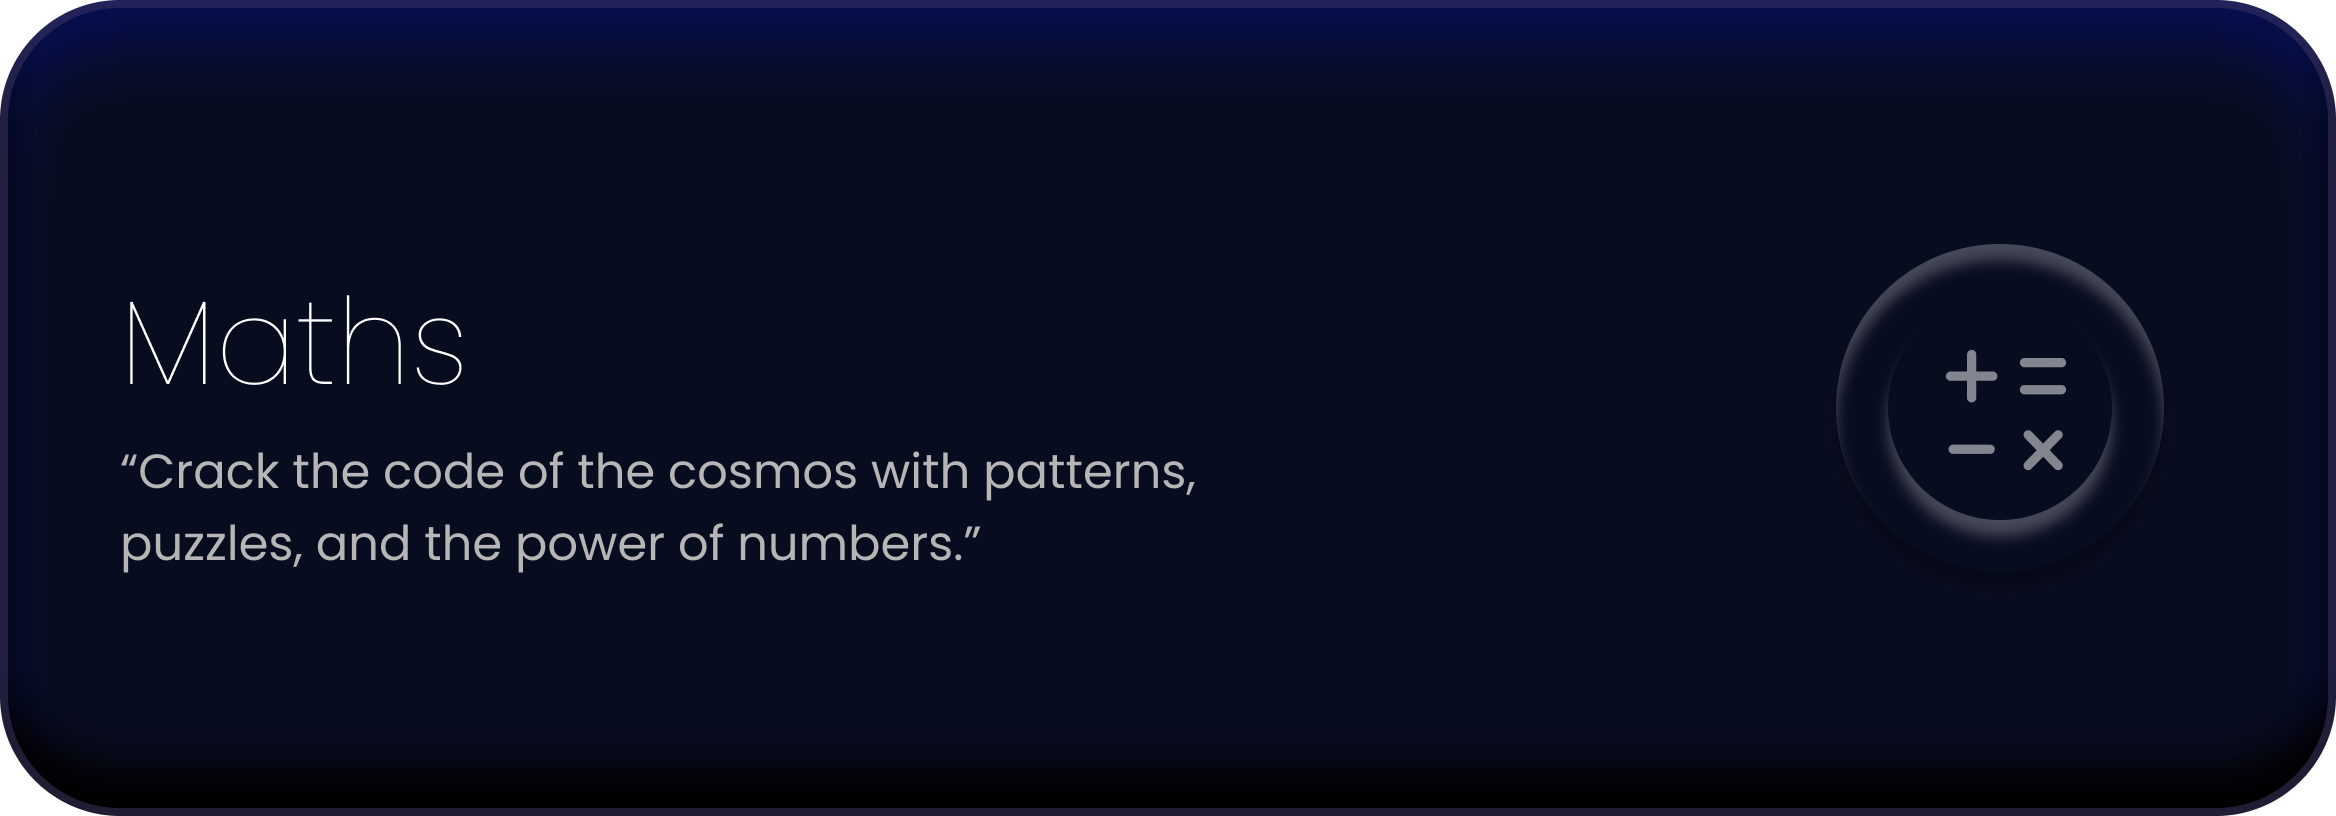 Maths
“Crack the code of the cosmos with patterns,
puzzles, and the power of numbers.”